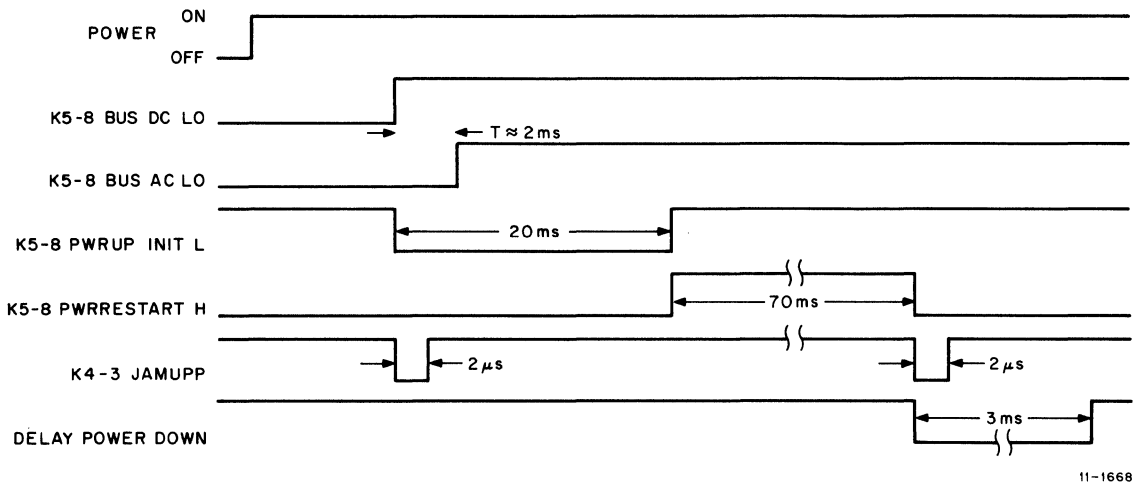 ON
POWER
OFF
K5-8 BUS DC LO
T ≈ 2ms
K5-8 BUS AC LO
20ms
K5-8 PWRUP INIT L
K5-8 PWRRESTART H
70ms
K4-3 JAMUPP
2μs
2μs
DELAY POWER DOWN
3ms
11-1668